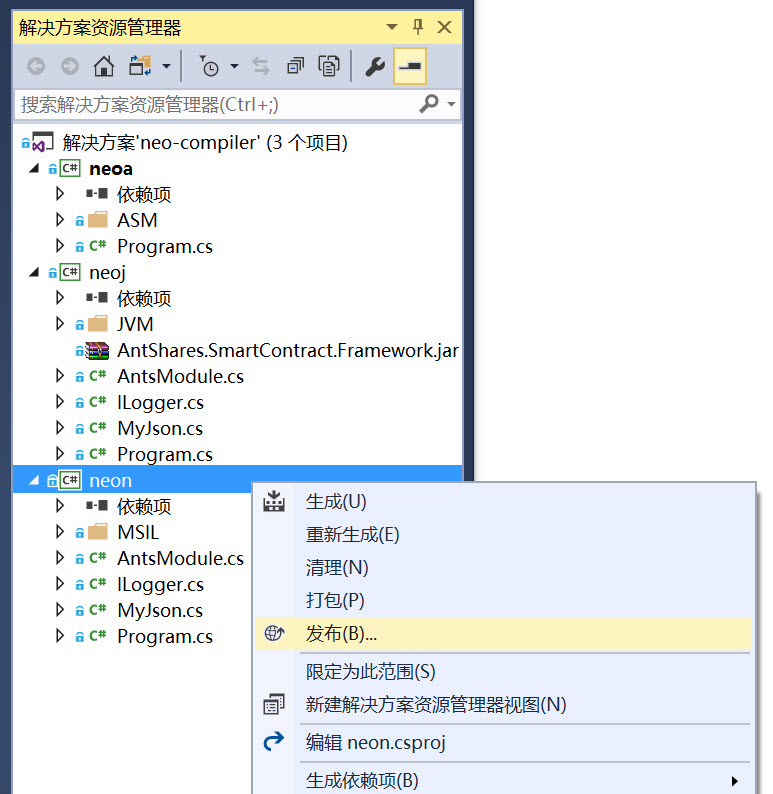 解决方案资源管理器
搜索解决方案资源管理器(Ctrl+;)
解决方案'neo-compiler' (3 个项目)
C# neoa
依赖项
ASM
C# Program.cs
C# neoj
依赖项
JVM
AntShares.SmartContract.Framework.jar
C# AntsModule.cs
C# ILogger.cs
C# MyJson.cs
C# Program.cs
C# neon
依赖项
MSIL
C# AntsModule.cs
C# ILogger.cs
C# MyJson.cs
C# Program.cs
生成(U)
重新生成(E)
清理(N)
打包(P)
发布(B)...
限定为此范围(S)
新建解决方案资源管理器视图(N)
编辑 neon.csproj
生成依赖项(B)